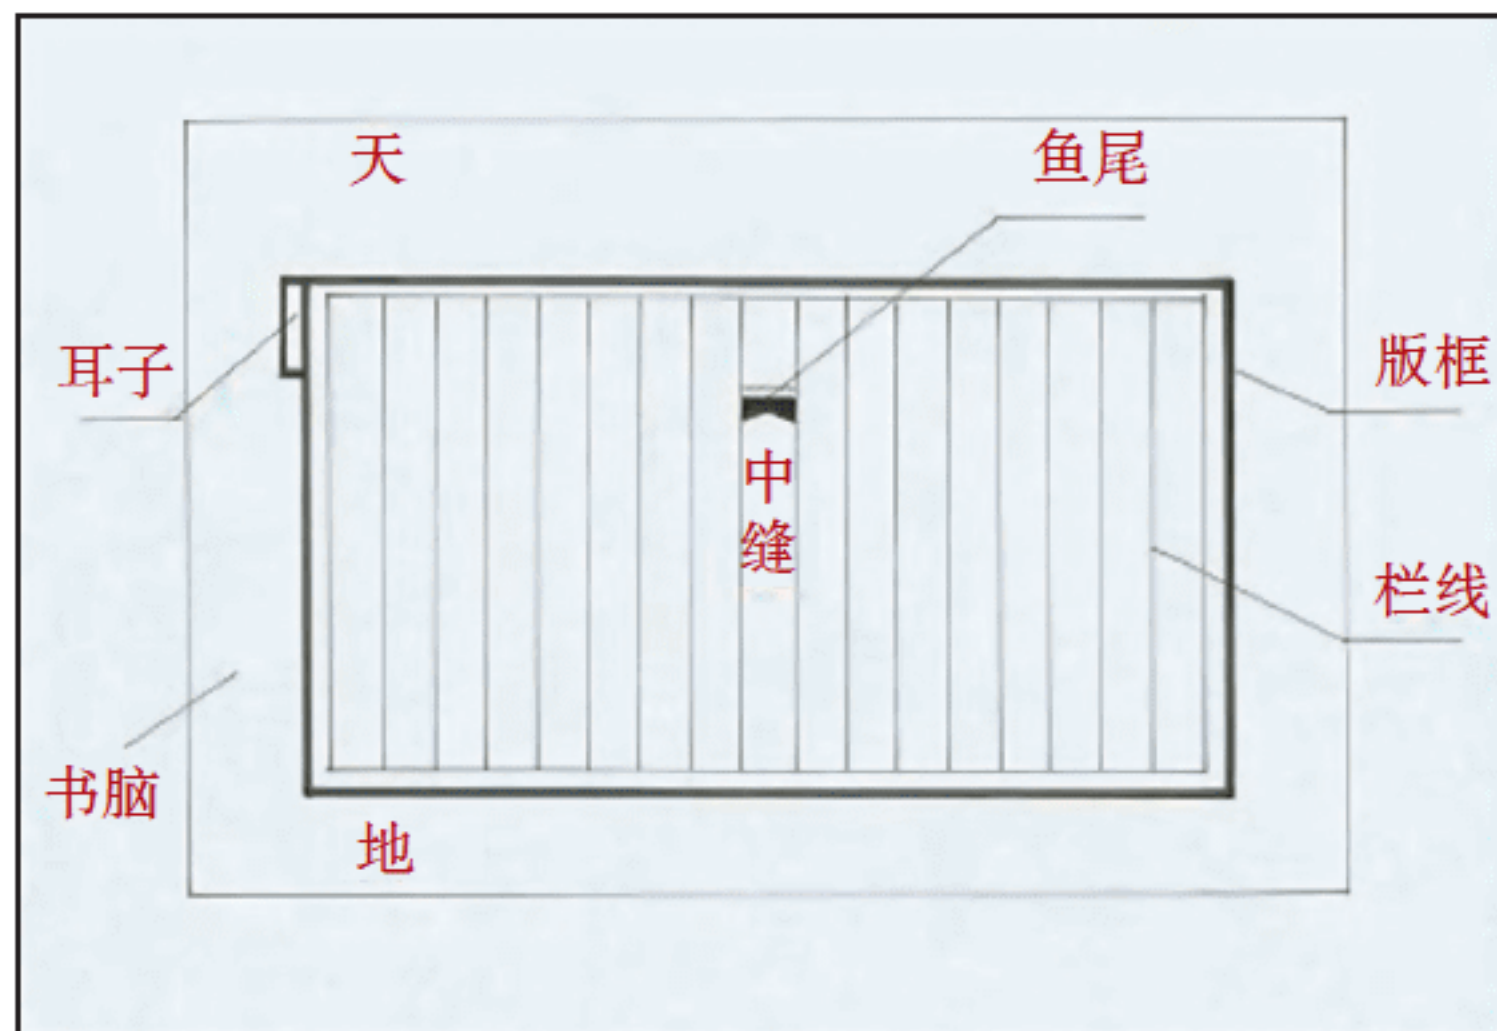 天
鱼尾
耳子
版框
中
缝
栏线
书脑
地